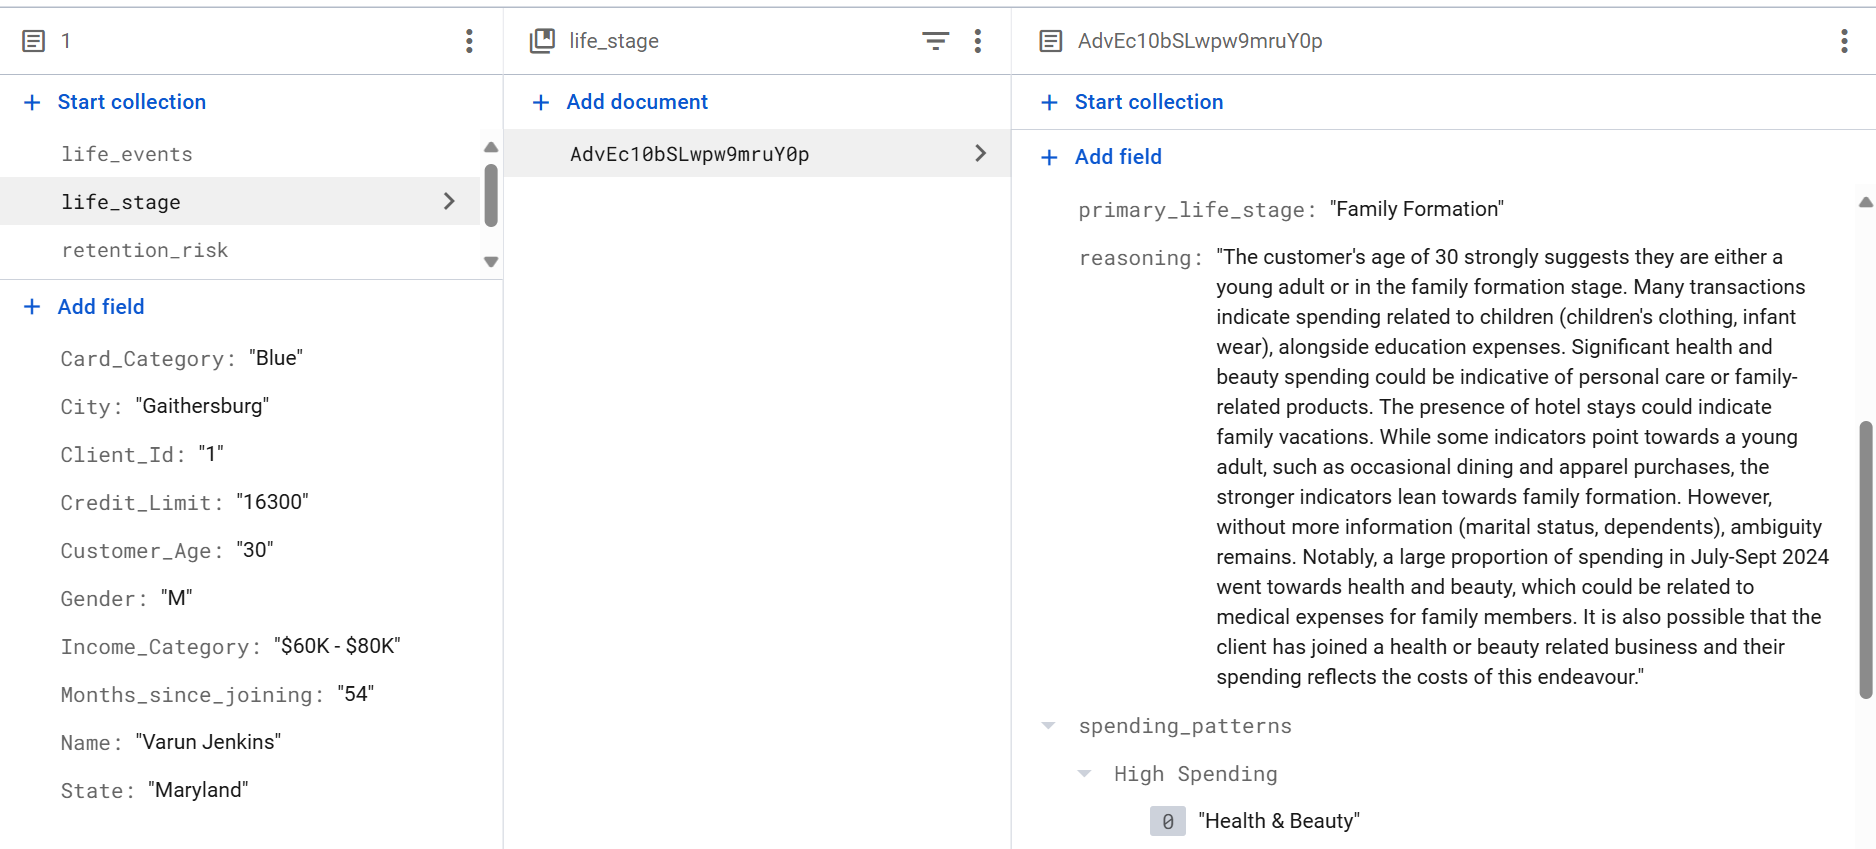 1
Start collection
life_events
life_stage
retention_risk
Add field
Card_Category: "Blue"
City: "Gaithersburg"
Client_Id: "1"
Credit_Limit: "16300"
Customer_Age: "30"
Gender: "M"
Income_Category: "$60K - $80K"
Months_since_joining: "54"
Name: "Varun Jenkins"
State: "Maryland"
life_stage
Add document
AdvEc10bSLwpw9mruY0p
AdvEc10bSLwpw9mruY0p
Start collection
Add field
primary_life_stage: "Family Formation"
reasoning: "The customer's age of 30 strongly suggests they are either a
young adult or in the family formation stage. Many transactions
indicate spending related to children (children's clothing, infant
wear), alongside education expenses. Significant health and
beauty spending could be indicative of personal care or family-
related products. The presence of hotel stays could indicate
family vacations. While some indicators point towards a young
adult, such as occasional dining and apparel purchases, the
stronger indicators lean towards family formation. However,
without more information (marital status, dependents), ambiguity
remains. Notably, a large proportion of spending in July-Sept 2024
went towards health and beauty, which could be related to
medical expenses for family members. It is also possible that the
client has joined a health or beauty related business and their
spending reflects the costs of this endeavour."
spending_patterns
High Spending
0 "Health & Beauty"